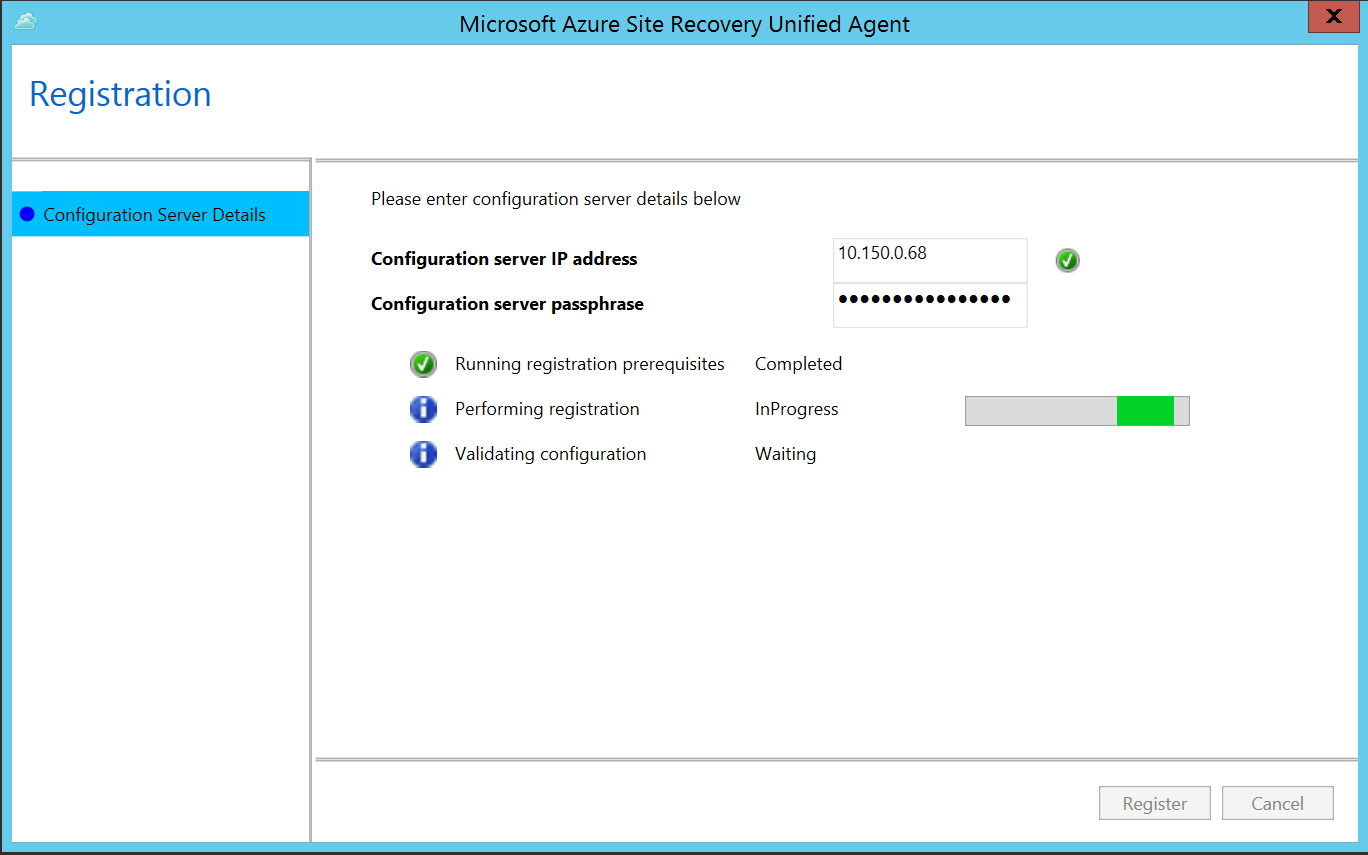 Microsoft Azure Site Recovery Unified Agent
Registration
Configuration Server Details
Please enter configuration server details below
Configuration server IP address 10.150.0.68
Configuration server passphrase ●●●●●●●●●●●●●●●●
Running registration prerequisites Completed
Performing registration InProgress
Validating configuration Waiting
Register Cancel